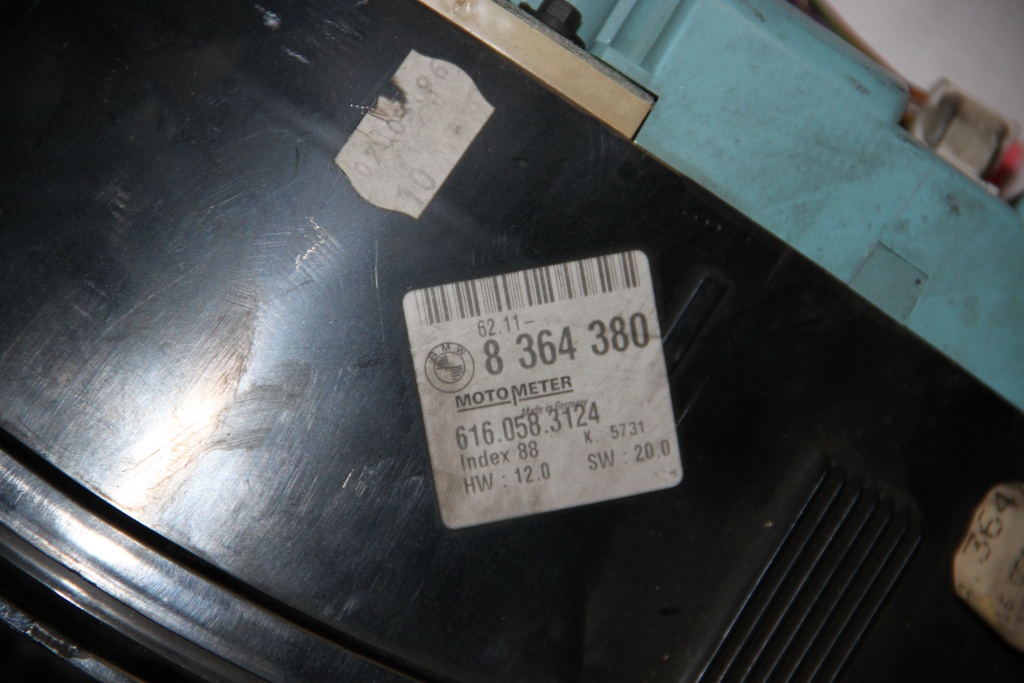 10
62.11-
BMW
8 364 380
MOTOMETER
Made in Germany
616.058.3124
Index 88
K.. 5731
HW : 12.0
SW : 20.0
364